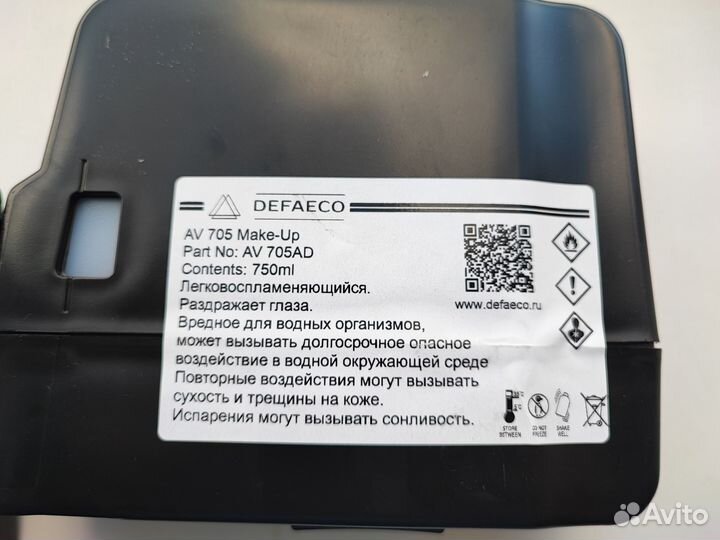 DEFAECO
AV 705 Make-Up
Part No: AV 705AD
Contents: 750ml
Легковоспламеняющийся.
Раздражает глаза.
Вредное для водных организмов,
может вызывать долгосрочное опасное
воздействие в водной окружающей среде
Повторные воздействия могут вызывать
сухость и трещины на коже.
Испарения могут вызывать сонливость.
www.defaeco.ru
STORE
BETWEEN
DO NOT
FREEZE
SHAKE
WELL
Avito